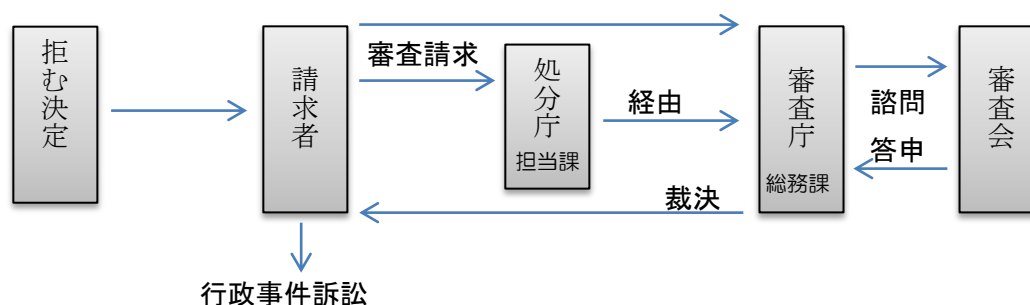 拒む決定
請求者
審査請求
処分庁
担当課
経由
審査庁
総務課
諮問
答申
審査会
裁決
行政事件訴訟